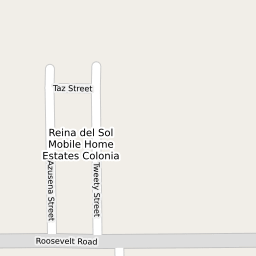 Taz Street
Reina del Sol
Mobile Home
Estates Colonia
Azusena Street
Tweety Street
Roosevelt Road